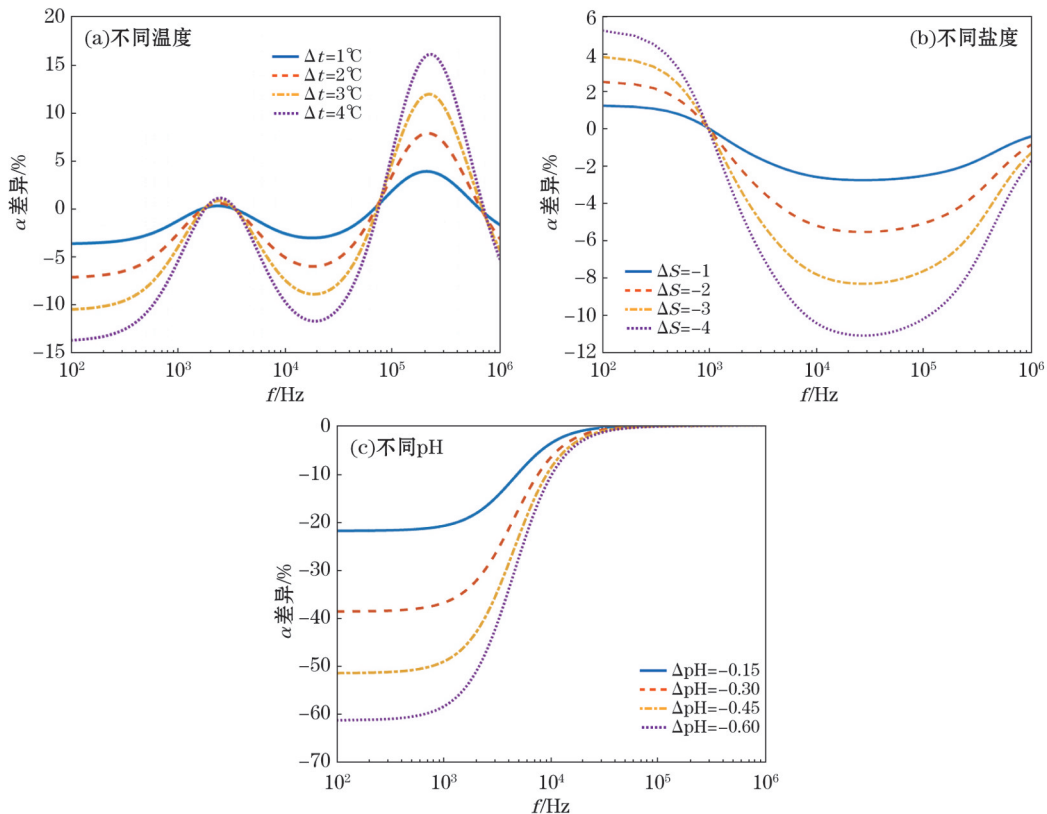 (a)不同温度
Δt=1℃
Δt=2℃
Δt=3℃
Δt=4℃
20
15
10
5
0
−5
−10
−15
α差异/%
10² 10³ 10⁴ 10⁵ 10⁶
f/Hz
(b)不同盐度
6
4
2
0
−2
−4
−6
−8
−10
−12
α差异/%
ΔS=−1
ΔS=−2
ΔS=−3
ΔS=−4
10² 10³ 10⁴ 10⁵ 10⁶
f/Hz
(c)不同pH
0
−10
−20
−30
−40
−50
−60
−70
α差异/%
ΔpH=−0.15
ΔpH=−0.30
ΔpH=−0.45
ΔpH=−0.60
10² 10³ 10⁴ 10⁵ 10⁶
f/Hz